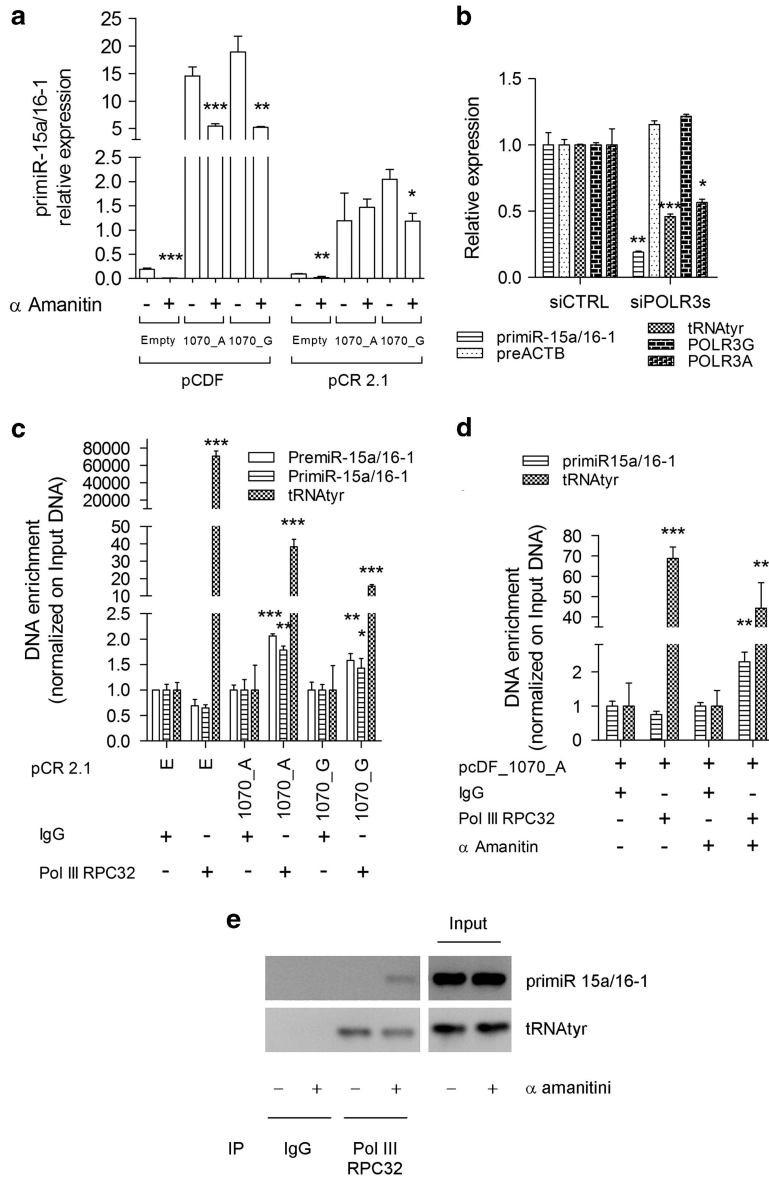 a
primiR-15a/16-1
relative expression
25
20
15
10
5
2.5
2.0
1.5
1.0
0.5
0.0
***
***
**
**
*
α Amanitin - + - + - + - + - + - +
Empty 1070_A 1070_G Empty 1070_A 1070_G
pCDF pCR 2.1
b
Relative expression
1.5
1.0
0.5
0.0
**
***
*
siCTRL siPOLR3s
primiR-15a/16-1
preACTB
tRNAtyr
POLR3G
POLR3A
c
DNA enrichment
(normalized on Input DNA)
80000
70000
60000
50000
40000
50
40
30
20
10
2.5
2.0
1.5
1.0
0.5
0.0
PremiR-15a/16-1
PrimiR-15a/16-1
tRNAtyr
***
***
**
***
**
*
***
pCR 2.1 E E 1070_A 1070_A 1070_G 1070_G
IgG + - + - + -
Pol III RPC32 - + - + - +
d
primiR15a/16-1
tRNAtyr
DNA enrichment
(normalized on Input DNA)
80
70
60
50
40
2
1
0
***
**
**
pcDF_1070_A + + + +
IgG + - + -
Pol III RPC32 - + - +
α Amanitin - - + +
e
Input
primiR 15a/16-1
tRNAtyr
− + − + − + α amanitini
IP IgG Pol III
RPC32